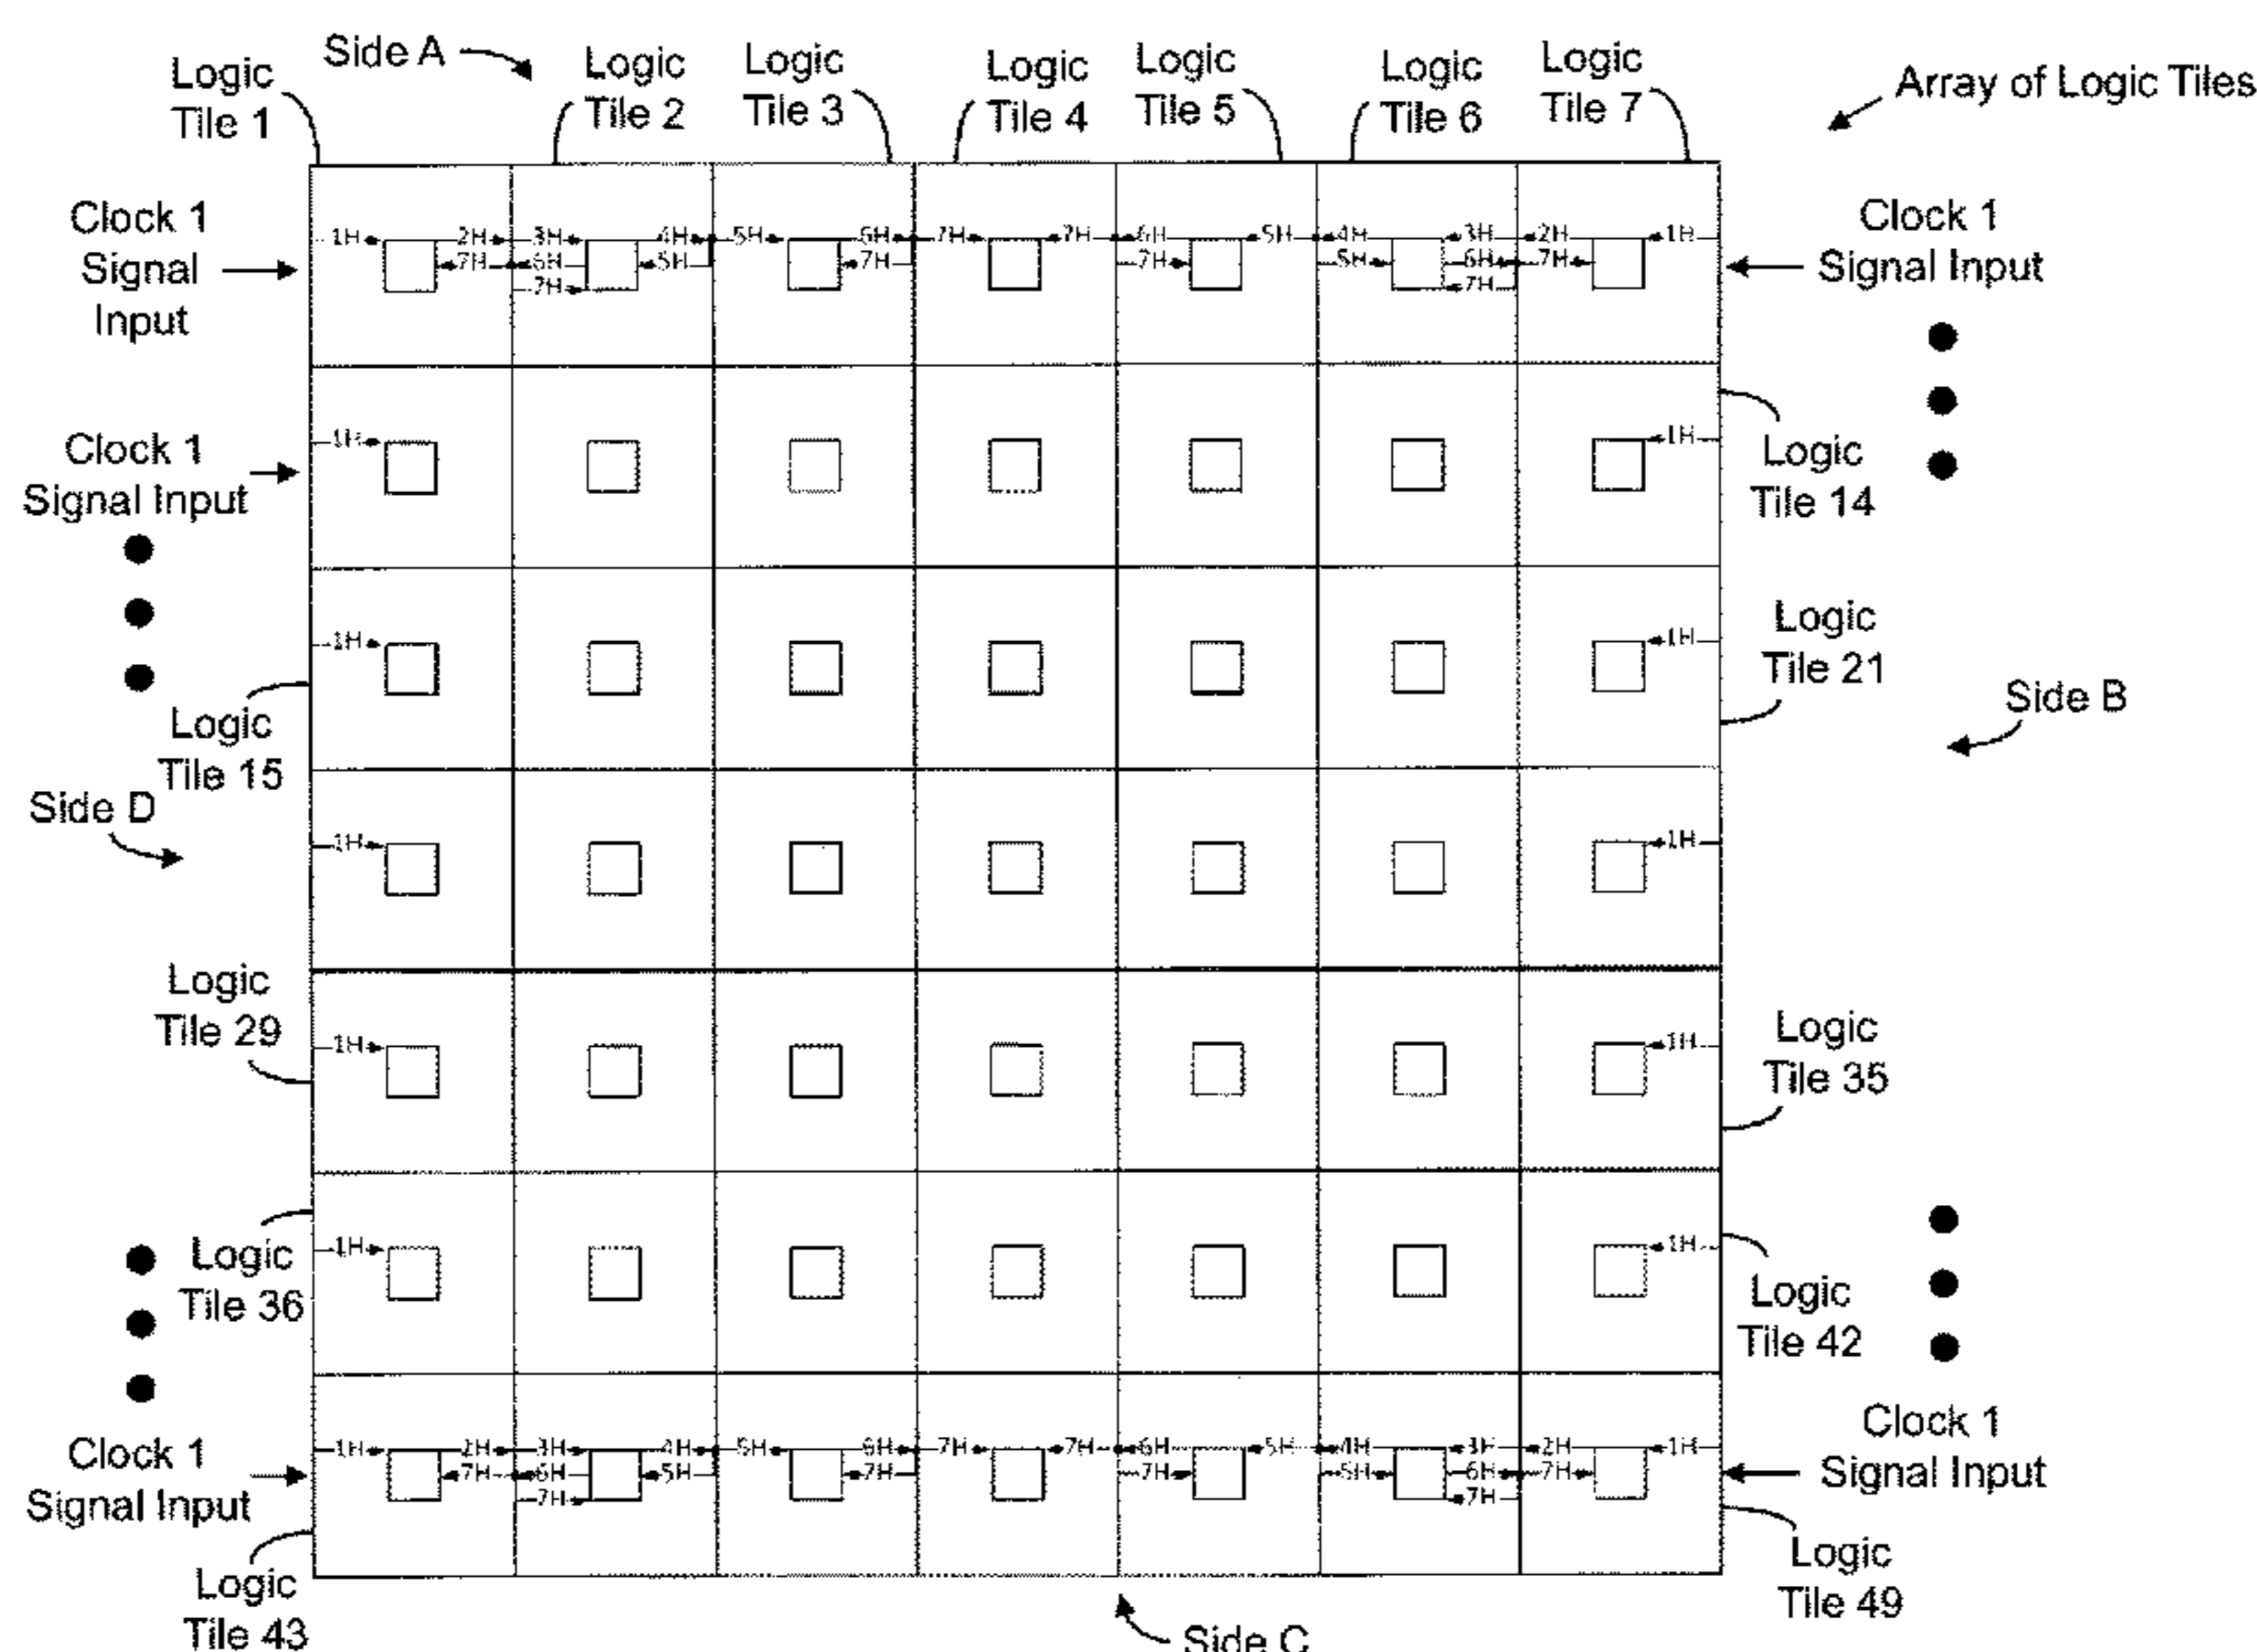 Side A
Logic
Tile 1
Logic
Tile 2
Logic
Tile 3
Logic
Tile 4
Logic
Tile 5
Logic
Tile 6
Logic
Tile 7
Array of Logic Tiles
Clock 1
Signal
Input
1H 2H 3H 4H 5H 6H 7H 7H 6H 5H 4H 3H 2H 1H
7H 6H 5H 7H 7H 5H 6H 7H
7H 7H
Clock 1
Signal Input
Clock 1
Signal Input
1H 1H
Logic
Tile 14
1H 1H
Logic
Tile 15
Logic
Tile 21
Side B
Side D
1H 1H
Logic
Tile 29
1H 1H
Logic
Tile 35
Logic
Tile 36
1H 1H
Logic
Tile 42
Clock 1
Signal Input
1H 2H 3H 4H 5H 6H 7H 7H 6H 5H 4H 3H 2H 1H
7H 6H 5H 7H 7H 5H 6H 7H
7H 7H
Clock 1
Signal Input
Logic
Tile 43
Logic
Tile 49
Side C